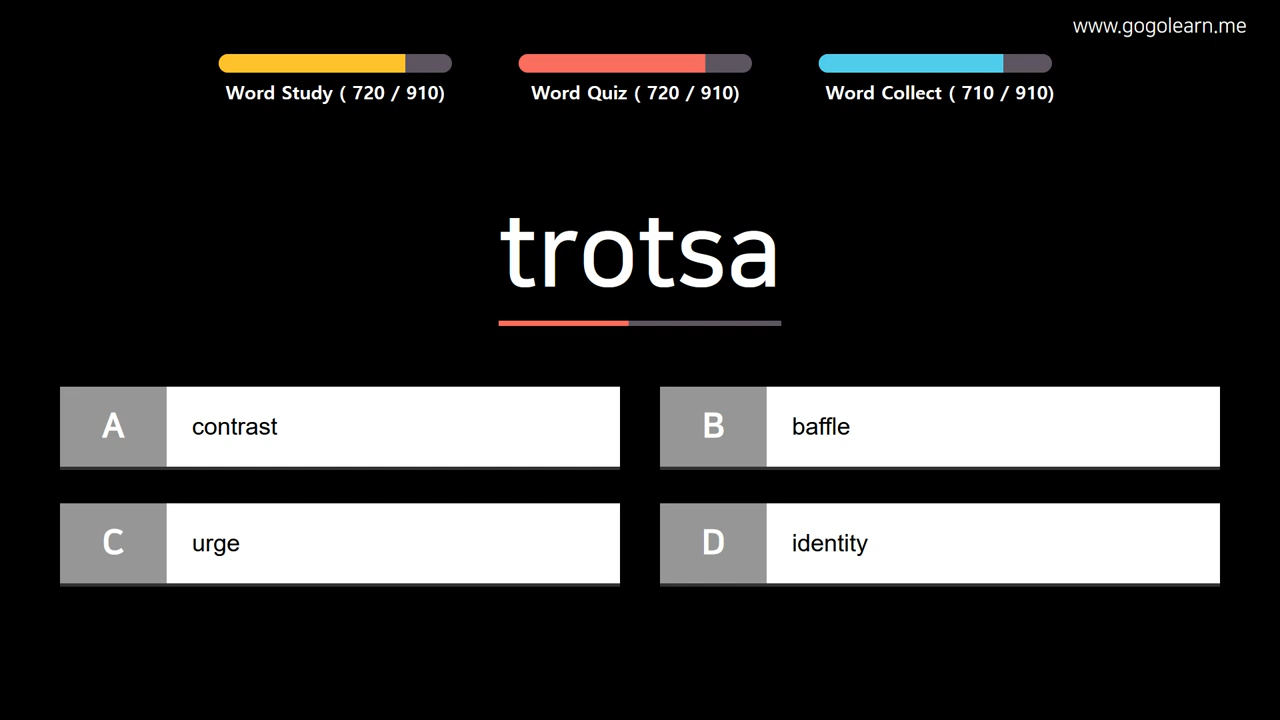 www.gogolearn.me
Word Study ( 720 / 910)
Word Quiz ( 720 / 910)
Word Collect ( 710 / 910)
trotsa
A contrast
B baffle
C urge
D identity